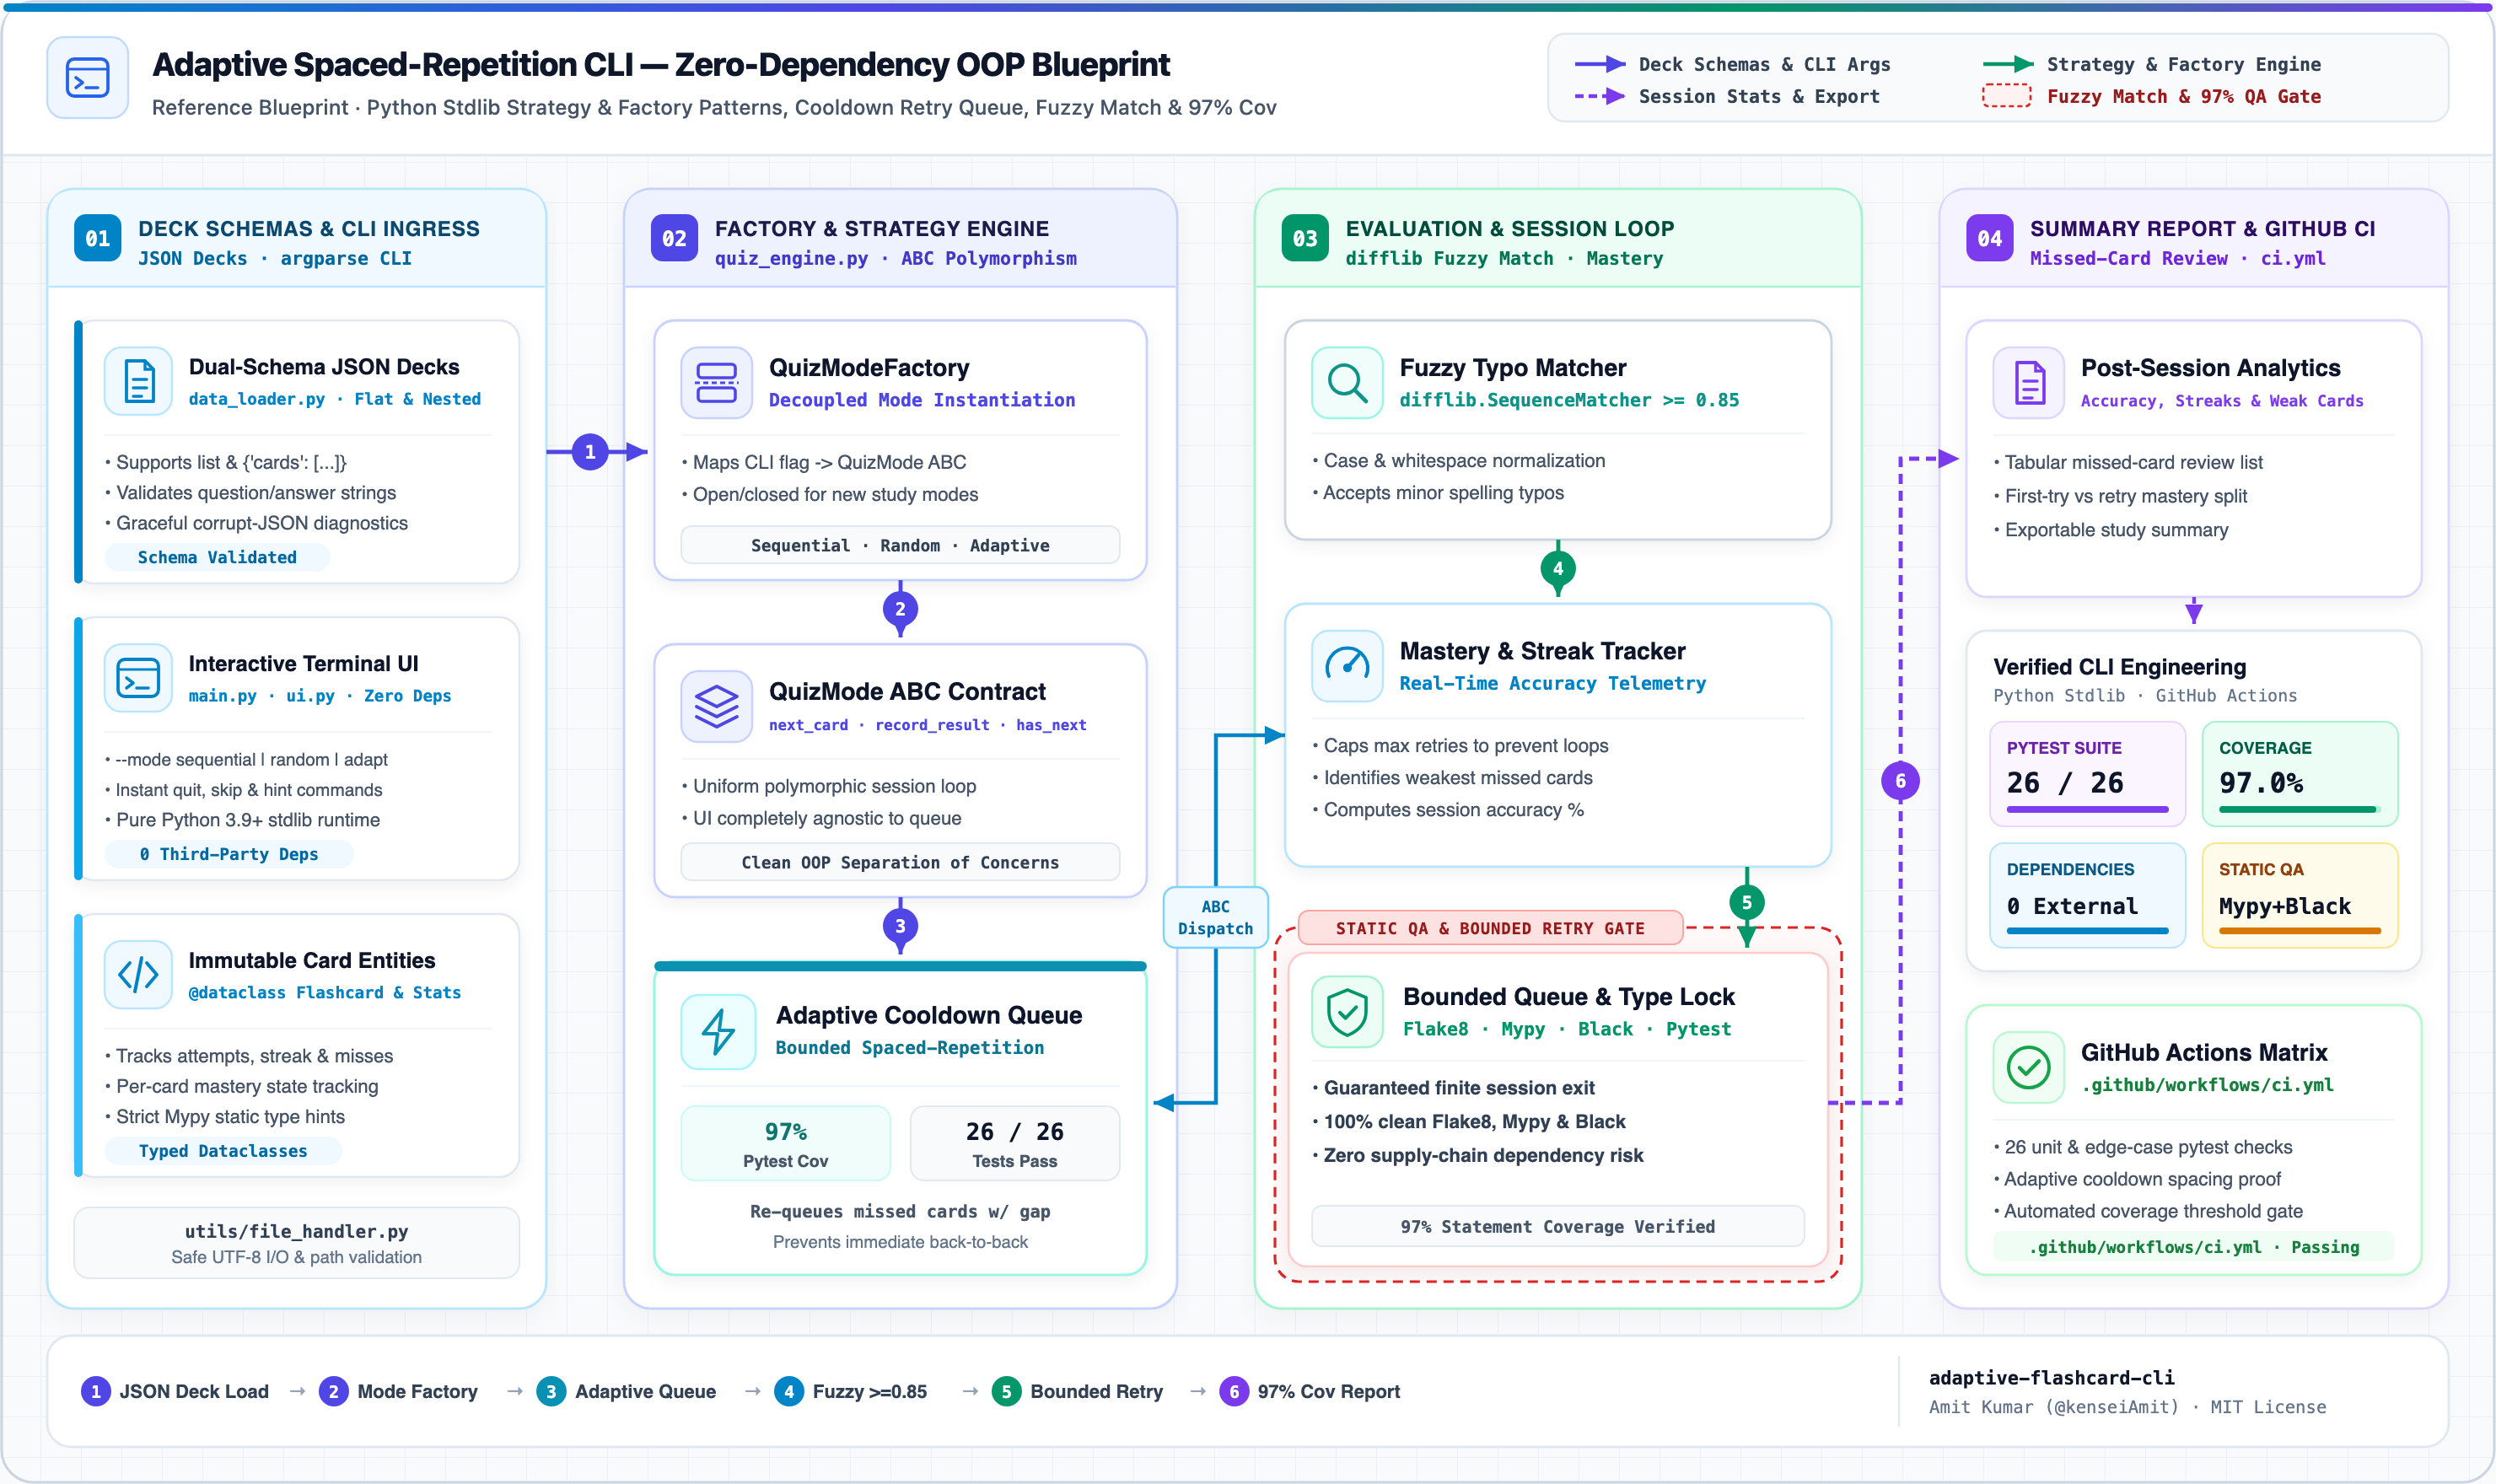 Adaptive Spaced-Repetition CLI — Zero-Dependency OOP Blueprint
Reference Blueprint · Python Stdlib Strategy & Factory Patterns, Cooldown Retry Queue, Fuzzy Match & 97% Cov
Deck Schemas & CLI Args
Strategy & Factory Engine
Session Stats & Export
Fuzzy Match & 97% QA Gate
01
DECK SCHEMAS & CLI INGRESS
JSON Decks · argparse CLI
Dual-Schema JSON Decks
data_loader.py · Flat & Nested
• Supports list & {'cards': [...]}
• Validates question/answer strings
• Graceful corrupt-JSON diagnostics
Schema Validated
Interactive Terminal UI
main.py · ui.py · Zero Deps
• --mode sequential | random | adapt
• Instant quit, skip & hint commands
• Pure Python 3.9+ stdlib runtime
0 Third-Party Deps
Immutable Card Entities
@dataclass Flashcard & Stats
• Tracks attempts, streak & misses
• Per-card mastery state tracking
• Strict Mypy static type hints
Typed Dataclasses
utils/file_handler.py
Safe UTF-8 I/O & path validation
1
02
FACTORY & STRATEGY ENGINE
quiz_engine.py · ABC Polymorphism
QuizModeFactory
Decoupled Mode Instantiation
• Maps CLI flag -> QuizMode ABC
• Open/closed for new study modes
Sequential · Random · Adaptive
2
QuizMode ABC Contract
next_card · record_result · has_next
• Uniform polymorphic session loop
• UI completely agnostic to queue
Clean OOP Separation of Concerns
3
Adaptive Cooldown Queue
Bounded Spaced-Repetition
97%
Pytest Cov
26 / 26
Tests Pass
Re-queues missed cards w/ gap
Prevents immediate back-to-back
ABC
Dispatch
03
EVALUATION & SESSION LOOP
difflib Fuzzy Match · Mastery
Fuzzy Typo Matcher
difflib.SequenceMatcher >= 0.85
• Case & whitespace normalization
• Accepts minor spelling typos
4
Mastery & Streak Tracker
Real-Time Accuracy Telemetry
• Caps max retries to prevent loops
• Identifies weakest missed cards
• Computes session accuracy %
5
STATIC QA & BOUNDED RETRY GATE
Bounded Queue & Type Lock
Flake8 · Mypy · Black · Pytest
• Guaranteed finite session exit
• 100% clean Flake8, Mypy & Black
• Zero supply-chain dependency risk
97% Statement Coverage Verified
6
04
SUMMARY REPORT & GITHUB CI
Missed-Card Review · ci.yml
Post-Session Analytics
Accuracy, Streaks & Weak Cards
• Tabular missed-card review list
• First-try vs retry mastery split
• Exportable study summary
Verified CLI Engineering
Python Stdlib · GitHub Actions
PYTEST SUITE
26 / 26
COVERAGE
97.0%
DEPENDENCIES
0 External
STATIC QA
Mypy+Black
GitHub Actions Matrix
.github/workflows/ci.yml
• 26 unit & edge-case pytest checks
• Adaptive cooldown spacing proof
• Automated coverage threshold gate
.github/workflows/ci.yml · Passing
1 JSON Deck Load → 2 Mode Factory → 3 Adaptive Queue → 4 Fuzzy >=0.85 → 5 Bounded Retry → 6 97% Cov Report
adaptive-flashcard-cli
Amit Kumar (@kenseiAmit) · MIT License